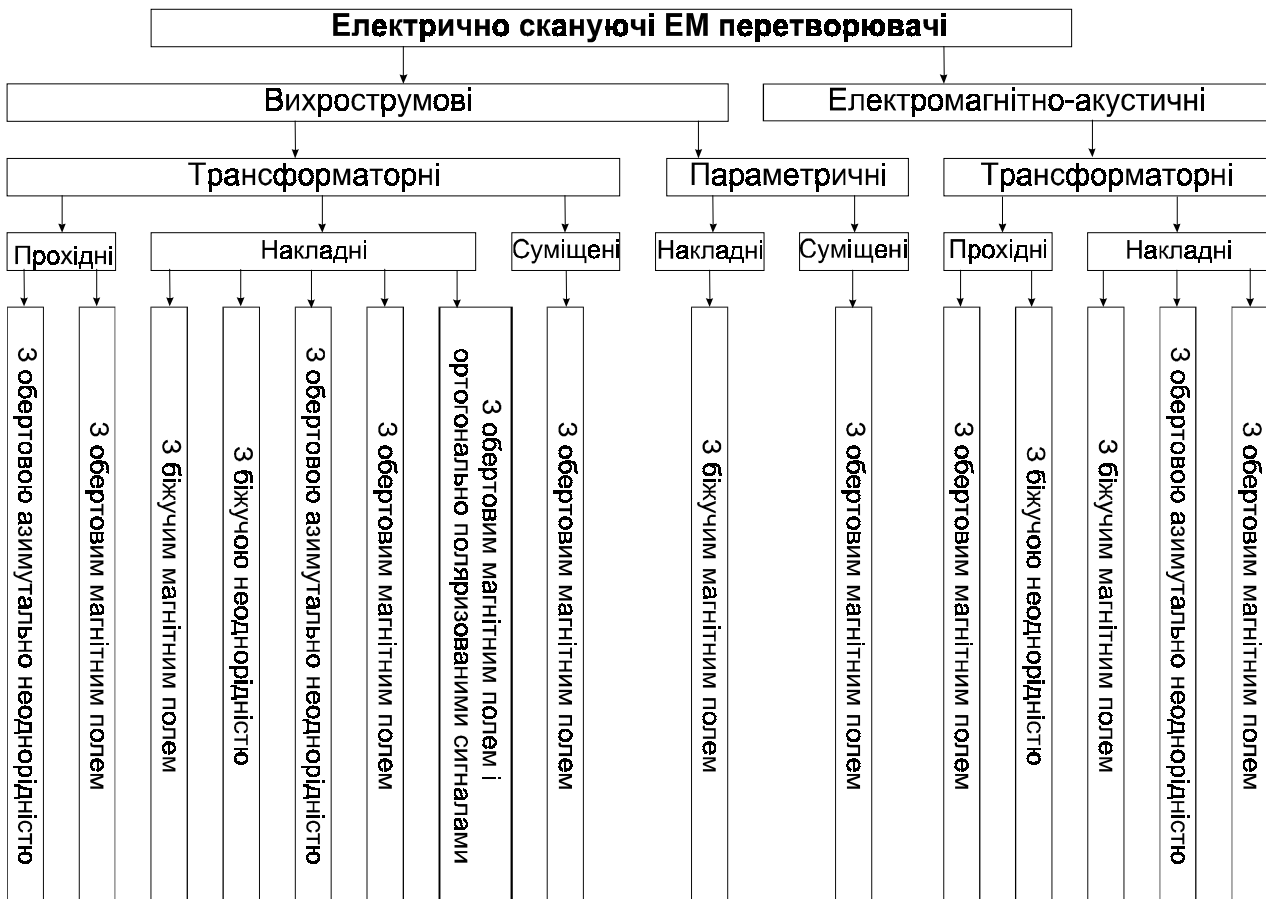 Електрично скануючі ЕМ перетворювачі
Вихрострумові
Електромагнітно-акустичні
Трансформаторні
Параметричні
Трансформаторні
Прохідні
Накладні
Суміщені
Накладні
Суміщені
Прохідні
Накладні
З обертовою азимутально неоднорідністю
З обертовим магнітним полем
З біжучим магнітним полем
З біжучою неоднорідністю
З обертовою азимутально неоднорідністю
З обертовим магнітним полем
З обертовим магнітним полем і
ортогонально поляризованими сигналами
З обертовим магнітним полем
З біжучим магнітним полем
З обертовим магнітним полем
З обертовим магнітним полем
З біжучою неоднорідністю
З біжучим магнітним полем
З обертовою азимутально неоднорідністю
З обертовим магнітним полем